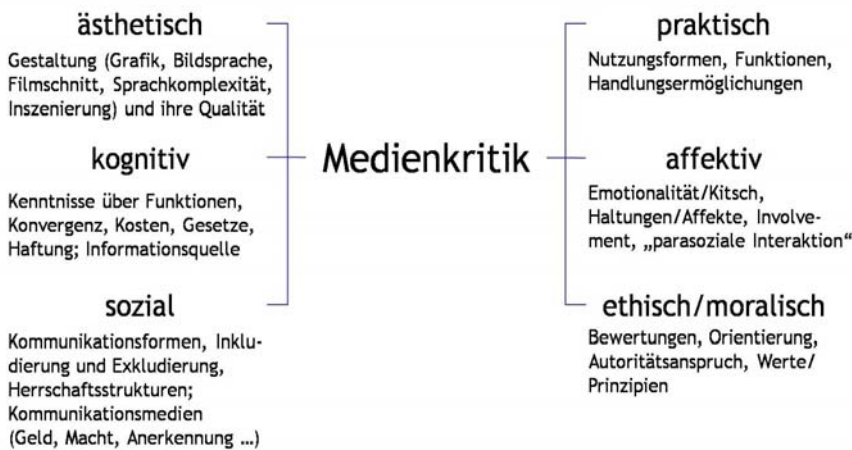 ästhetisch
Gestaltung (Grafik, Bildsprache,
Filmschnitt, Sprachkomplexität,
Inszenierung) und ihre Qualität
kognitiv
Kenntnisse über Funktionen,
Konvergenz, Kosten, Gesetze,
Haftung; Informationsquelle
sozial
Kommunikationsformen, Inklu-
dierung und Exkludierung,
Herrschaftsstrukturen;
Kommunikationsmedien
(Geld, Macht, Anerkennung ...)
Medienkritik
praktisch
Nutzungsformen, Funktionen,
Handlungsermöglichungen
affektiv
Emotionalität/Kitsch,
Haltungen/Affekte, Involve-
ment, „parasoziale Interaktion“
ethisch/moralisch
Bewertungen, Orientierung,
Autoritätsanspruch, Werte/
Prinzipien